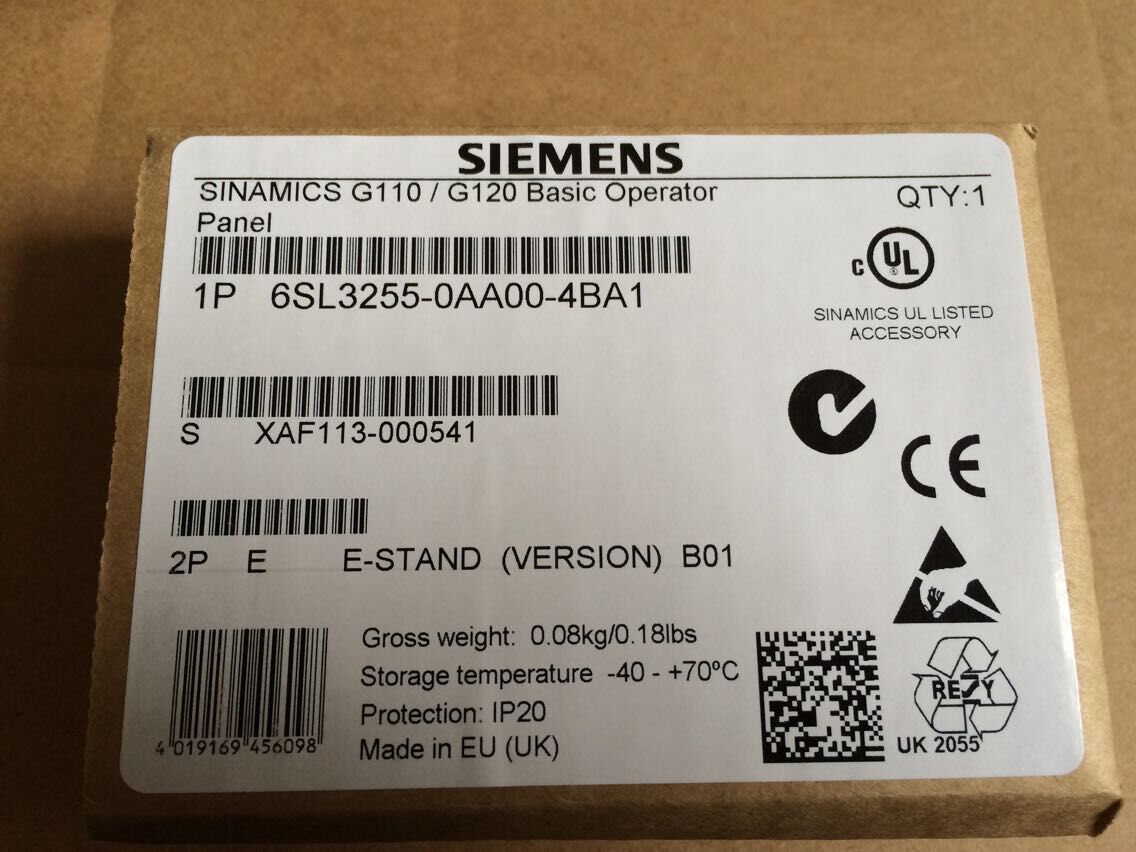 SIEMENS
SINAMICS G110 / G120 Basic Operator
Panel
QTY:1
1P 6SL3255-0AA00-4BA1
C UL
SINAMICS UL LISTED
ACCESSORY
S XAF113-000541
CE
2P E E-STAND (VERSION) B01
Gross weight: 0.08kg/0.18lbs
Storage temperature -40 - +70ºC
Protection: IP20
Made in EU (UK)
4 019169 456098
RESY
UK 2055